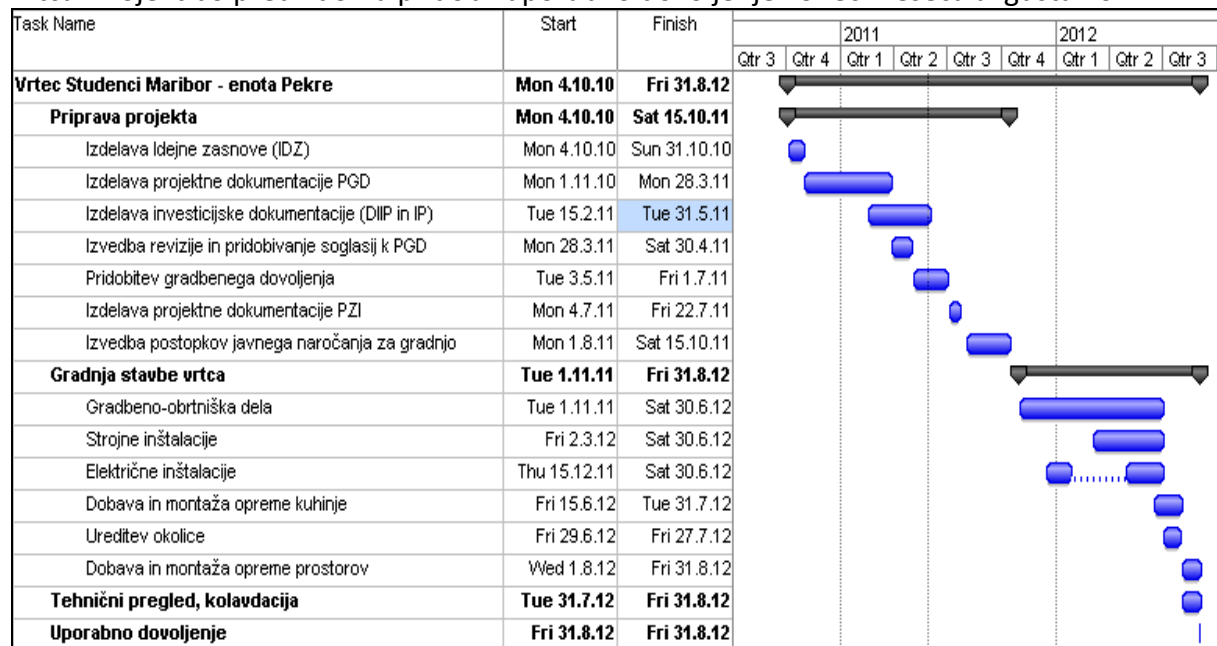 Task Name Start Finish
2011 2012
Qtr 3 Qtr 4 Qtr 1 Qtr 2 Qtr 3 Qtr 4 Qtr 1 Qtr 2 Qtr 3
Vrtec Studenci Maribor - enota Pekre Mon 4.10.10 Fri 31.8.12
Priprava projekta Mon 4.10.10 Sat 15.10.11
Izdelava Idejne zasnove (IDZ) Mon 4.10.10 Sun 31.10.10
Izdelava projektne dokumentacije PGD Mon 1.11.10 Mon 28.3.11
Izdelava investicijske dokumentacije (DIIP in IP) Tue 15.2.11 Tue 31.5.11
Izvedba revizije in pridobivanje soglasij k PGD Mon 28.3.11 Sat 30.4.11
Pridobitev gradbenega dovoljenja Tue 3.5.11 Fri 1.7.11
Izdelava projektne dokumentacije PZI Mon 4.7.11 Fri 22.7.11
Izvedba postopkov javnega naročanja za gradnjo Mon 1.8.11 Sat 15.10.11
Gradnja stavbe vrtca Tue 1.11.11 Fri 31.8.12
Gradbeno-obrtniška dela Tue 1.11.11 Sat 30.6.12
Strojne inštalacije Fri 2.3.12 Sat 30.6.12
Električne inštalacije Thu 15.12.11 Sat 30.6.12
Dobava in montaža opreme kuhinje Fri 15.6.12 Tue 31.7.12
Ureditev okolice Fri 29.6.12 Fri 27.7.12
Dobava in montaža opreme prostorov Wed 1.8.12 Fri 31.8.12
Tehnični pregled, kolavdacija Tue 31.7.12 Fri 31.8.12
Uporabno dovoljenje Fri 31.8.12 Fri 31.8.12